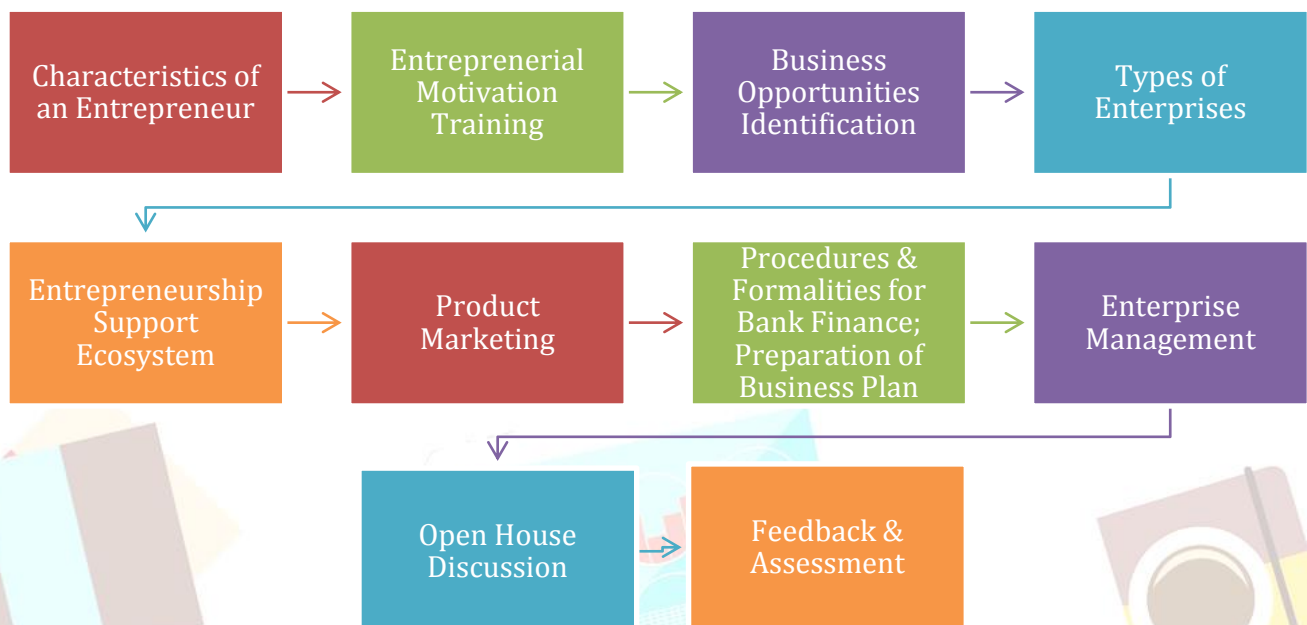 Characteristics of
an Entrepreneur
Entreprenerial
Motivation
Training
Business
Opportunities
Identification
Types of
Enterprises
Entrepreneurship
Support
Ecosystem
Product
Marketing
Procedures &
Formalities for
Bank Finance;
Preparation of
Business Plan
Enterprise
Management
Open House
Discussion
Feedback &
Assessment